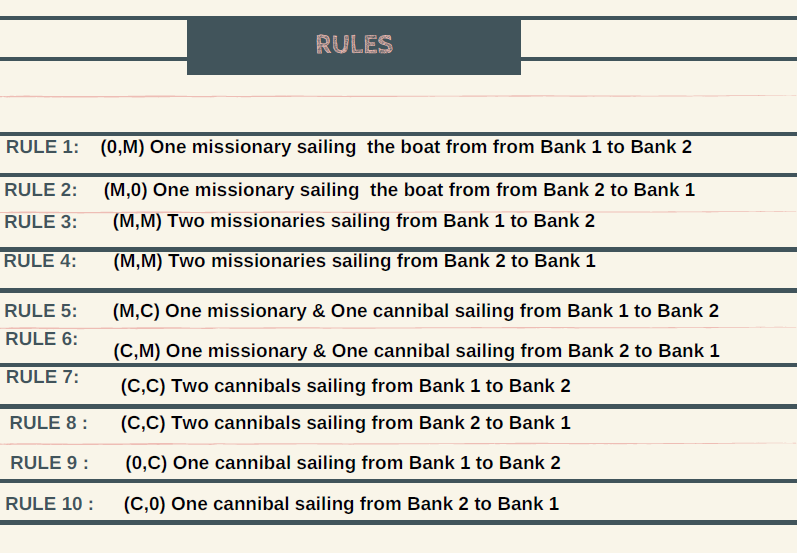 RULES
RULE 1: (0,M) One missionary sailing the boat from from Bank 1 to Bank 2
RULE 2: (M,0) One missionary sailing the boat from from Bank 2 to Bank 1
RULE 3: (M,M) Two missionaries sailing from Bank 1 to Bank 2
RULE 4: (M,M) Two missionaries sailing from Bank 2 to Bank 1
RULE 5: (M,C) One missionary & One cannibal sailing from Bank 1 to Bank 2
RULE 6: (C,M) One missionary & One cannibal sailing from Bank 2 to Bank 1
RULE 7: (C,C) Two cannibals sailing from Bank 1 to Bank 2
RULE 8 : (C,C) Two cannibals sailing from Bank 2 to Bank 1
RULE 9 : (0,C) One cannibal sailing from Bank 1 to Bank 2
RULE 10 : (C,0) One cannibal sailing from Bank 2 to Bank 1